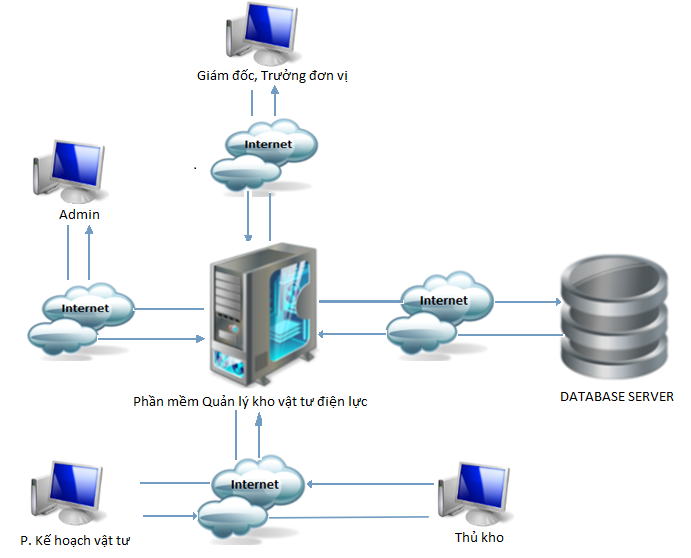 Giám đốc, Trưởng đơn vị
Internet
Admin
Internet
Internet
Phần mềm Quản lý kho vật tư điện lực
DATABASE SERVER
Internet
P. Kế hoạch vật tư
Thủ kho